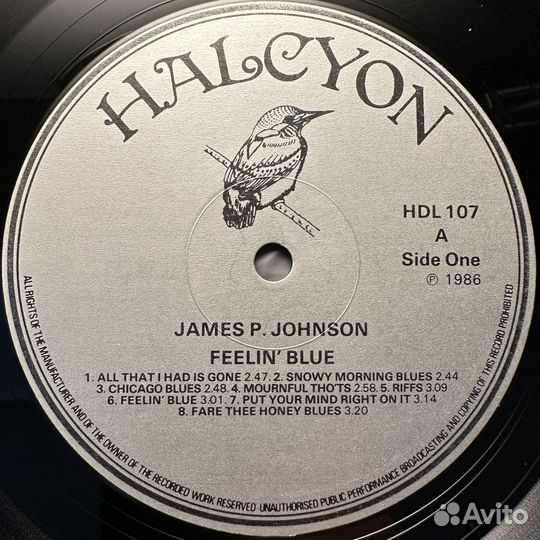 HALCYON
HDL 107
A
Side One
℗ 1986
JAMES P. JOHNSON
FEELIN' BLUE
1. ALL THAT I HAD IS GONE 2.47. 2. SNOWY MORNING BLUES 2.44
3. CHICAGO BLUES 2.48. 4. MOURNFUL THO'TS 2.58. 5. RIFFS 3.09
6. FEELIN' BLUE 3.01. 7. PUT YOUR MIND RIGHT ON IT 3.14
8. FARE THEE HONEY BLUES 3.20
ALL RIGHTS OF THE MANUFACTURER AND OF THE OWNER OF THE RECORDED WORK RESERVED UNAUTHORISED PUBLIC PERFORMANCE BROADCASTING AND COPYING OF THIS RECORD PROHIBITED
Avito